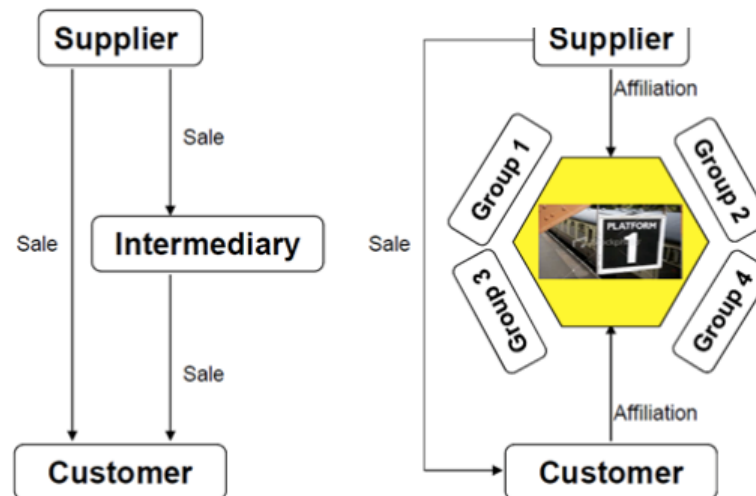 Supplier
Sale
Sale
Intermediary
Sale
Customer
Supplier
Affiliation
Group 1
Group 2
PLATFORM
1
Sale
Group 3
Group 4
Affiliation
Customer